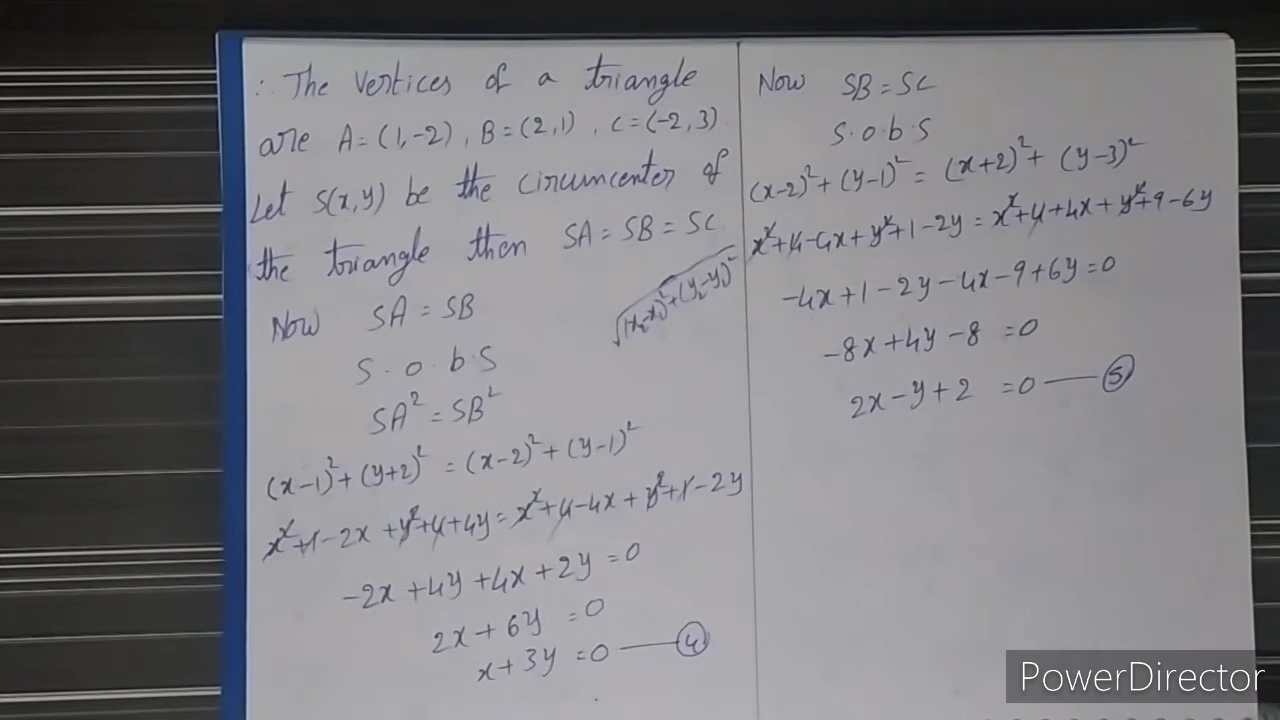 ∴ The vertices of a triangle
are A = (1,-2), B = (2,1), C = (-2,3)
Let S(x,y) be the circumcenter of
the triangle then SA = SB = SC
√(x₂-x₁)²+(y₂-y₁)²
Now SA = SB
S.o.b.S
SA² = SB²
(x-1)²+(y+2)² = (x-2)²+(y-1)²
x²+1-2x+y²+4+4y = x²+4-4x+y²+1-2y
-2x+4y+4x+2y = 0
2x+6y = 0
x+3y = 0 — ④
Now SB = SC
S.o.b.S
(x-2)²+(y-1)² = (x+2)²+(y-3)²
x²+4-4x+y²+1-2y = x²+4+4x+y²+9-6y
-4x+1-2y-4x-9+6y=0
-8x+4y-8 = 0
2x-y+2 = 0 — ⑤
PowerDirector